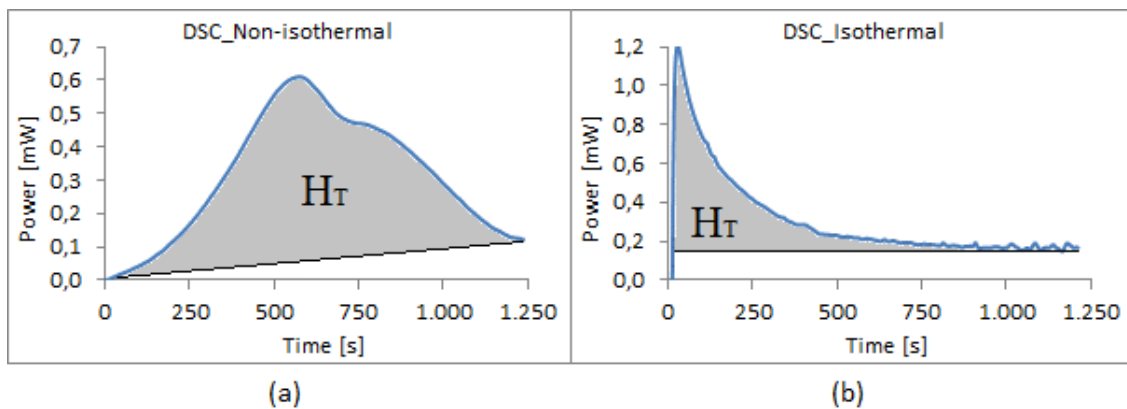 DSC_Non-isothermal
0,7
0,6
0,5
0,4
0,3
0,2
0,1
0,0
Power [mW]
HT
0 250 500 750 1.000 1.250
Time [s]
(a)
DSC_Isothermal
1,2
1,0
0,8
0,6
0,4
0,2
0,0
Power [mW]
HT
0 250 500 750 1.000 1.250
Time [s]
(b)